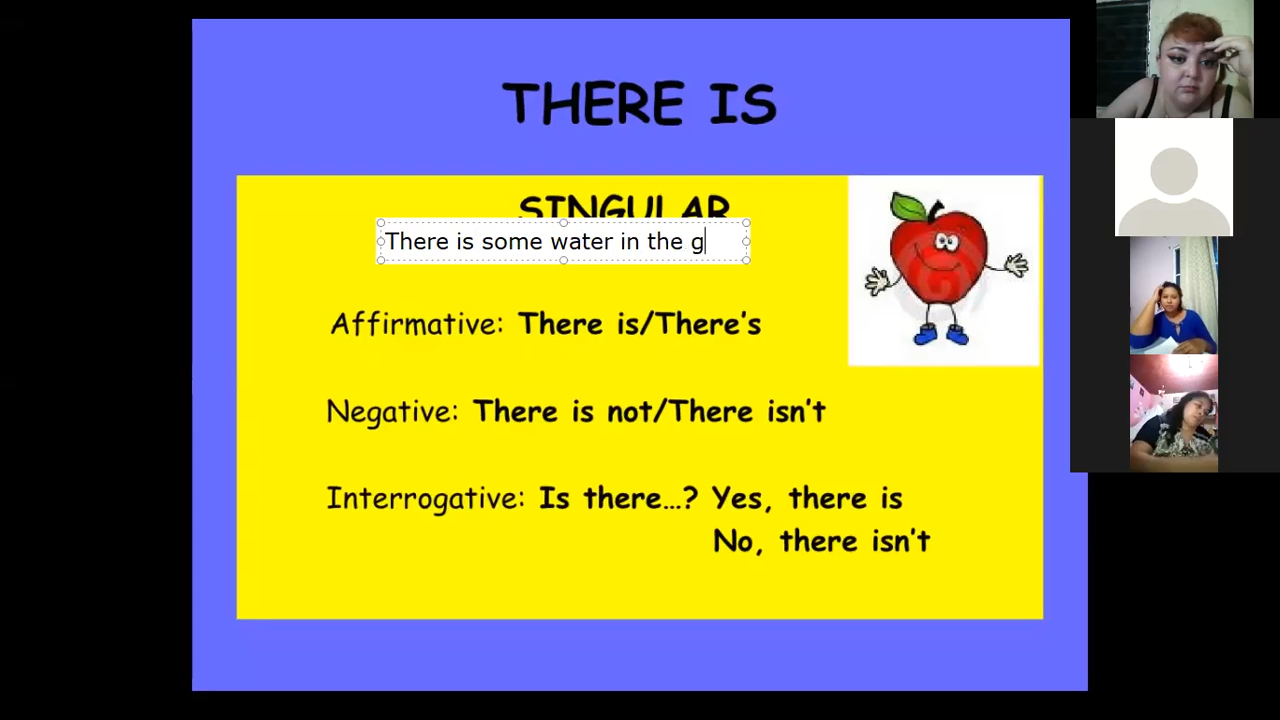 THERE IS
SINGULAR
There is some water in the g
Affirmative: There is/There's
Negative: There is not/There isn't
Interrogative: Is there...? Yes, there is
No, there isn't